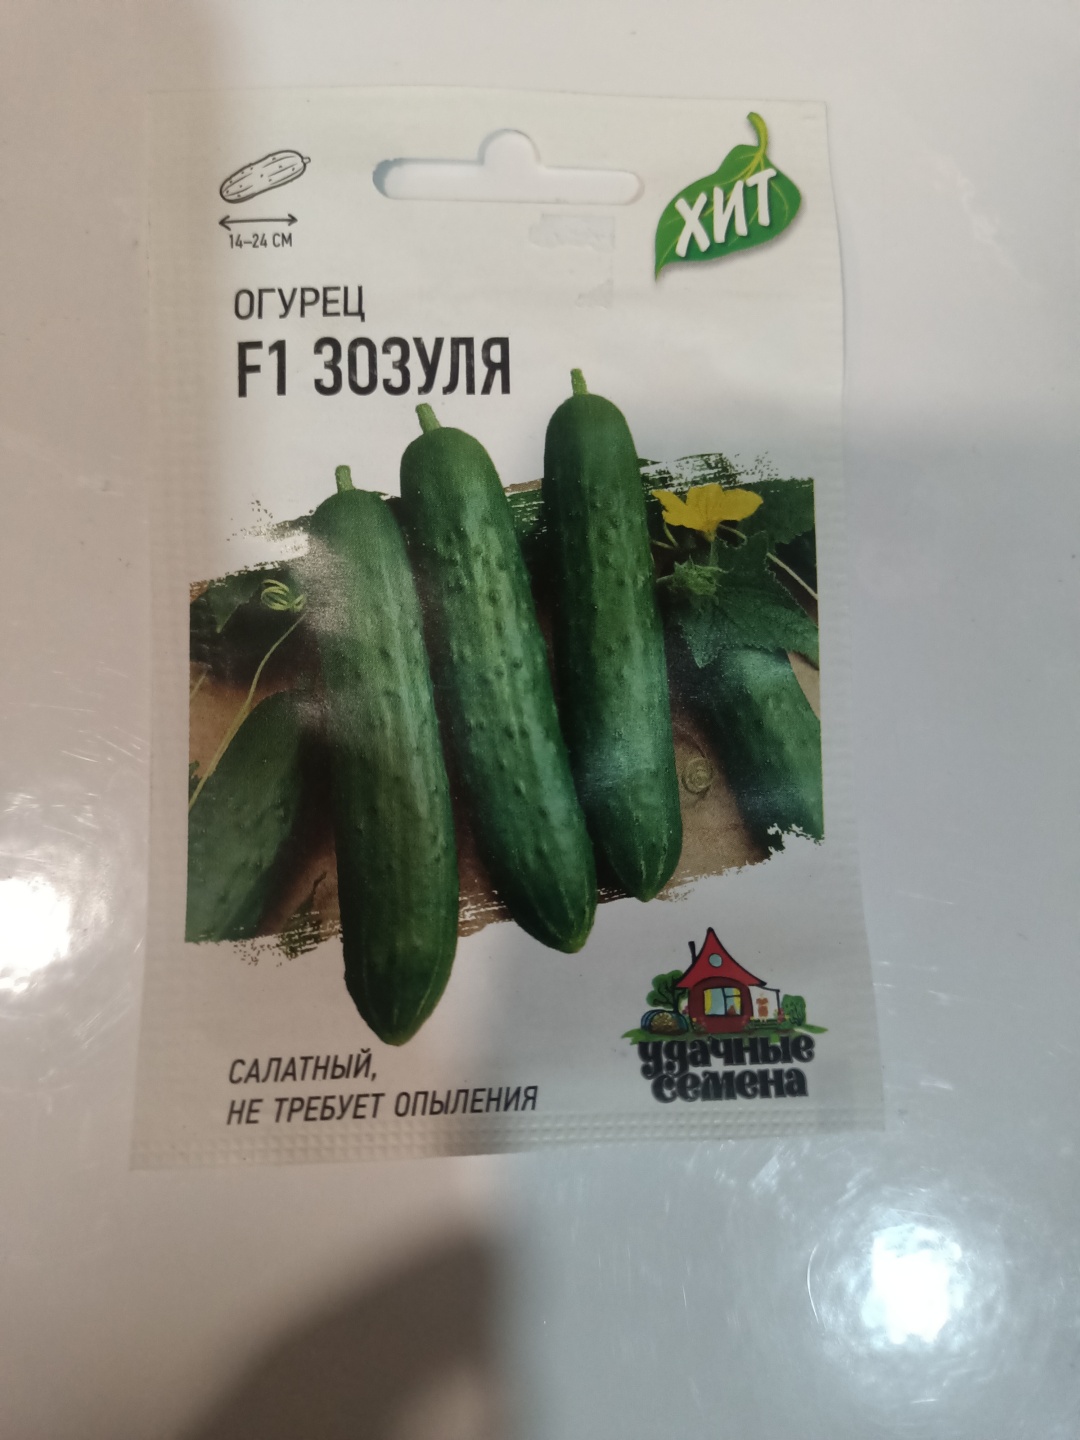 14–24 СМ
ХИТ
ОГУРЕЦ
F1 ЗОЗУЛЯ
САЛАТНЫЙ,
НЕ ТРЕБУЕТ ОПЫЛЕНИЯ
удачные
семена